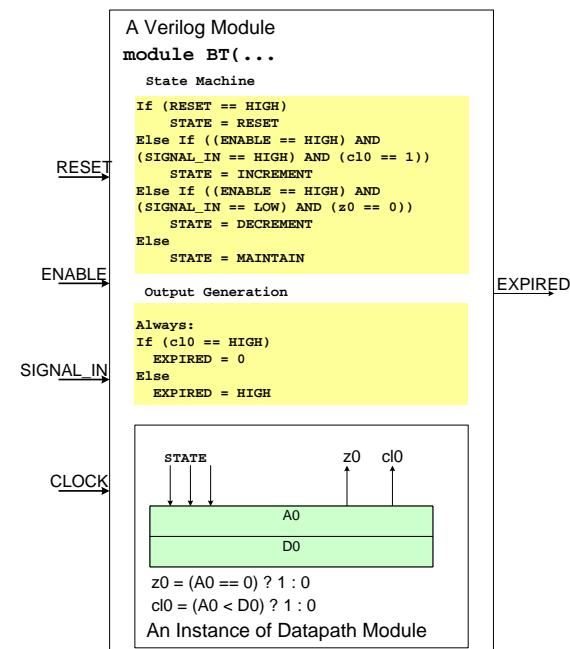 A Verilog Module
module BT(...
State Machine
If (RESET == HIGH)
STATE = RESET
Else If ((ENABLE == HIGH) AND
(SIGNAL_IN == HIGH) AND (cl0 == 1))
STATE = INCREMENT
Else If ((ENABLE == HIGH) AND
(SIGNAL_IN == LOW) AND (z0 == 0))
STATE = DECREMENT
Else
STATE = MAINTAIN
RESET
ENABLE
SIGNAL_IN
CLOCK
EXPIRED
Output Generation
Always:
If (cl0 == HIGH)
EXPIRED = 0
Else
EXPIRED = HIGH
STATE
z0 cl0
A0
D0
z0 = (A0 == 0) ? 1 : 0
cl0 = (A0 < D0) ? 1 : 0
An Instance of Datapath Module